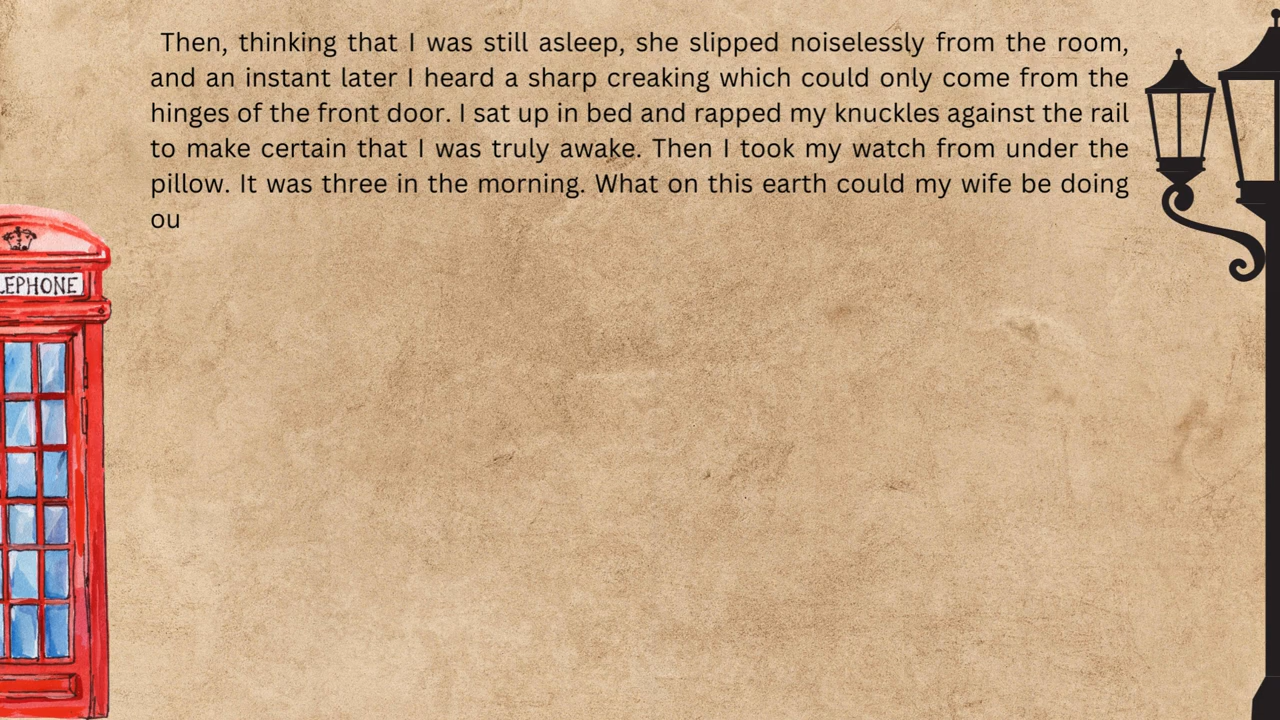 Then, thinking that I was still asleep, she slipped noiselessly from the room,
and an instant later I heard a sharp creaking which could only come from the
hinges of the front door. I sat up in bed and rapped my knuckles against the rail
to make certain that I was truly awake. Then I took my watch from under the
pillow. It was three in the morning. What on this earth could my wife be doing
ou
LEPHONE